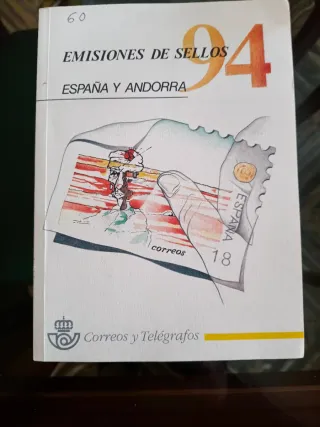 60
EMISIONES DE SELLOS
94
ESPAÑA Y ANDORRA
ESPAÑA
18
correos
Correos y Telégrafos